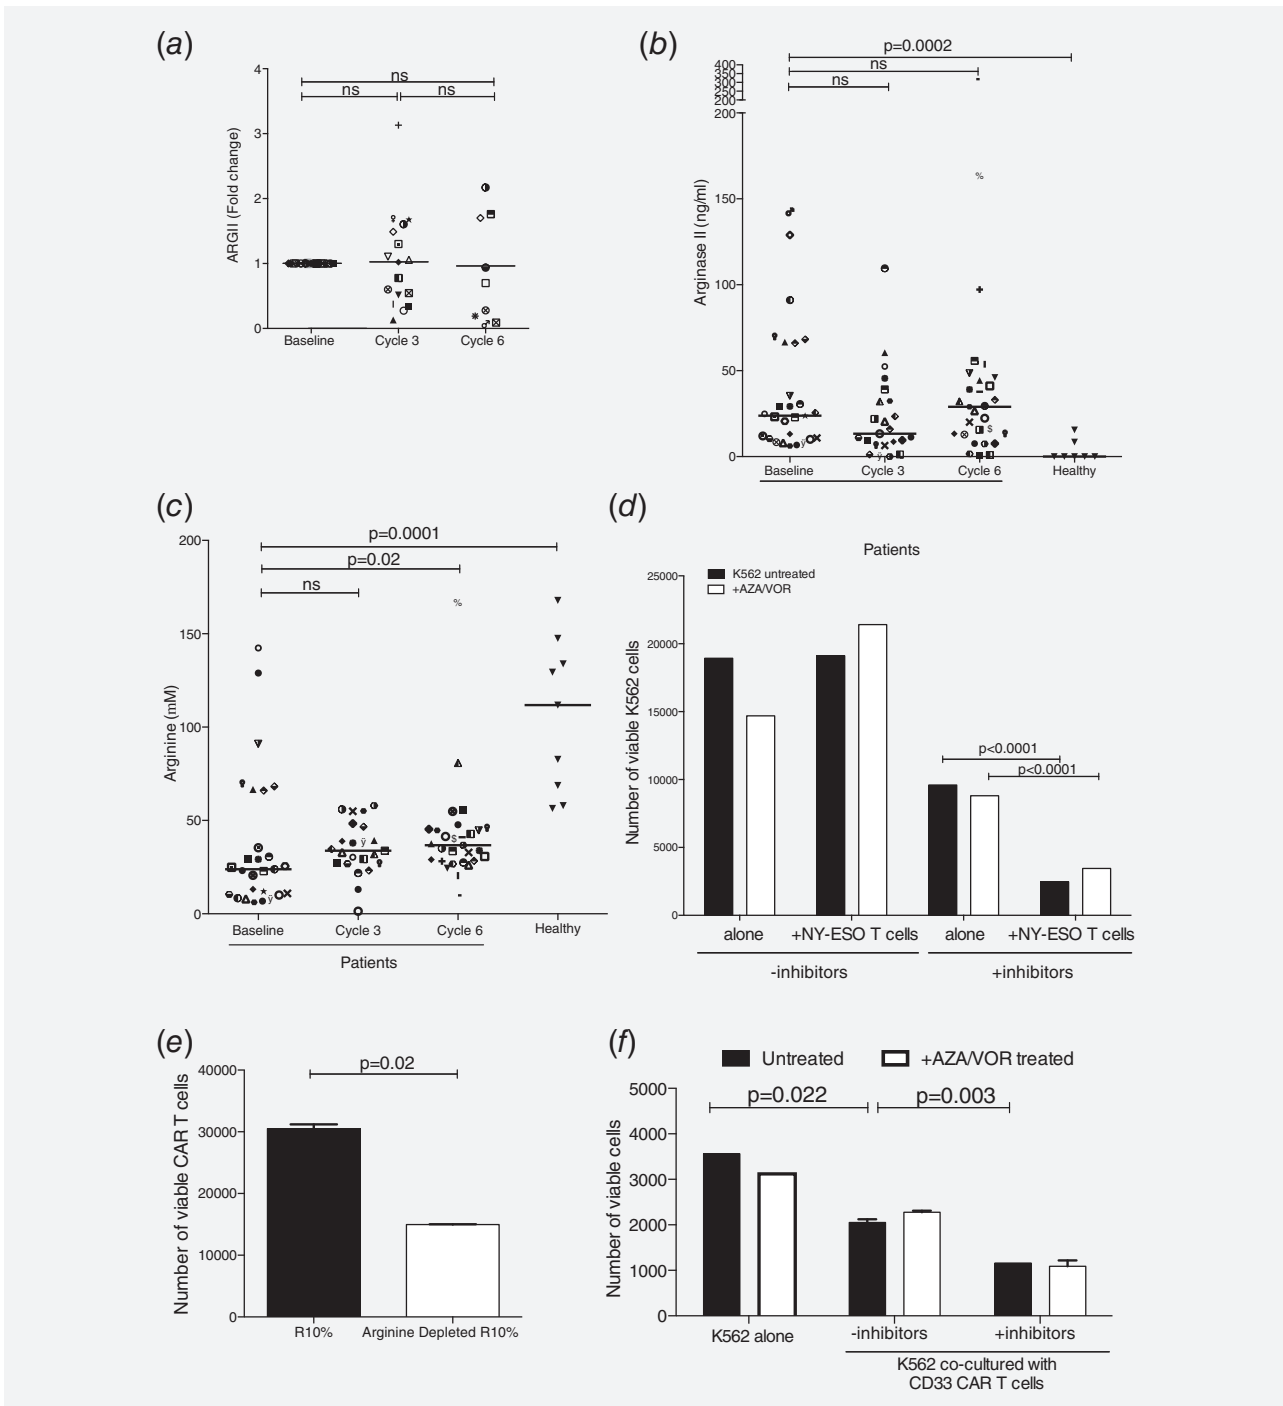 (a)
ARGII (Fold change)
4
3
2
1
0
ns
ns
ns
Baseline
Cycle 3
Cycle 6
(b)
Arginase II (ng/ml)
400
350
300
250
200
200
150
100
50
0
p=0.0002
ns
ns
%
$
ÿ
ÿ
Baseline
Cycle 3
Cycle 6
Healthy
Patients
(c)
Arginine (mM)
200
150
100
50
0
p=0.0001
p=0.02
ns
%
ÿ
$
ÿ
Baseline
Cycle 3
Cycle 6
Healthy
Patients
(d)
K562 untreated
+AZA/VOR
Number of viable K562 cells
25000
20000
15000
10000
5000
0
p<0.0001
p<0.0001
alone
+NY-ESO T cells
alone
+NY-ESO T cells
-inhibitors
+inhibitors
(e)
Number of viable CAR T cells
40000
30000
20000
10000
0
p=0.02
R10%
Arginine Depleted R10%
(f)
Untreated
+AZA/VOR treated
Number of viable cells
5000
4000
3000
2000
1000
0
p=0.022
p=0.003
K562 alone
-inhibitors
+inhibitors
K562 co-cultured with
CD33 CAR T cells